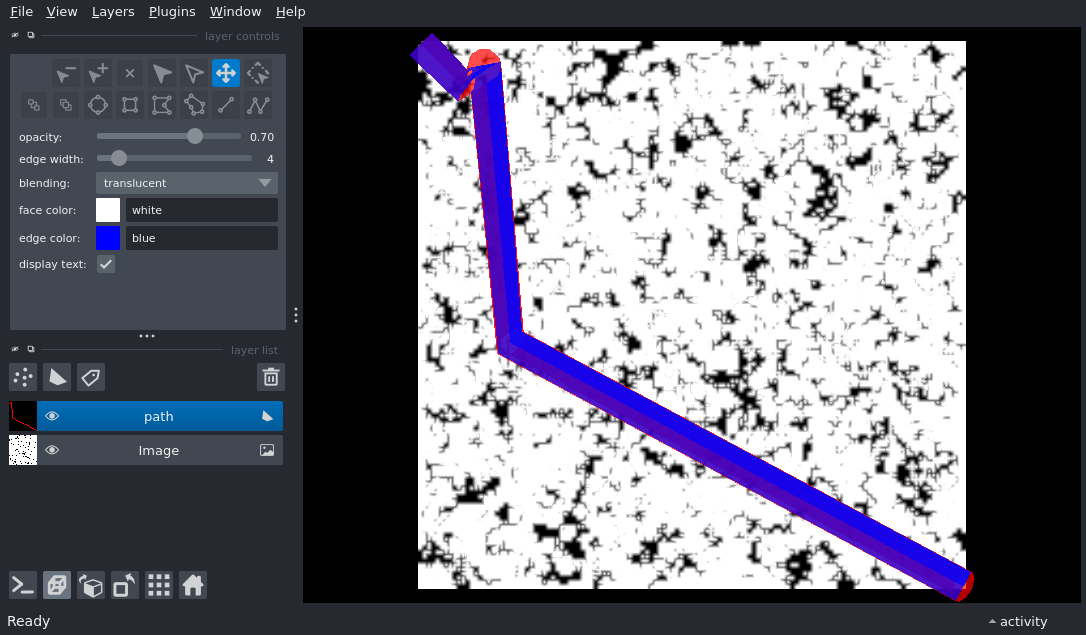 File View Layers Plugins Window Help
layer controls
opacity: 0.70
edge width: 4
blending: translucent
face color: white
edge color: blue
display text:
layer list
path
Image
Ready
activity